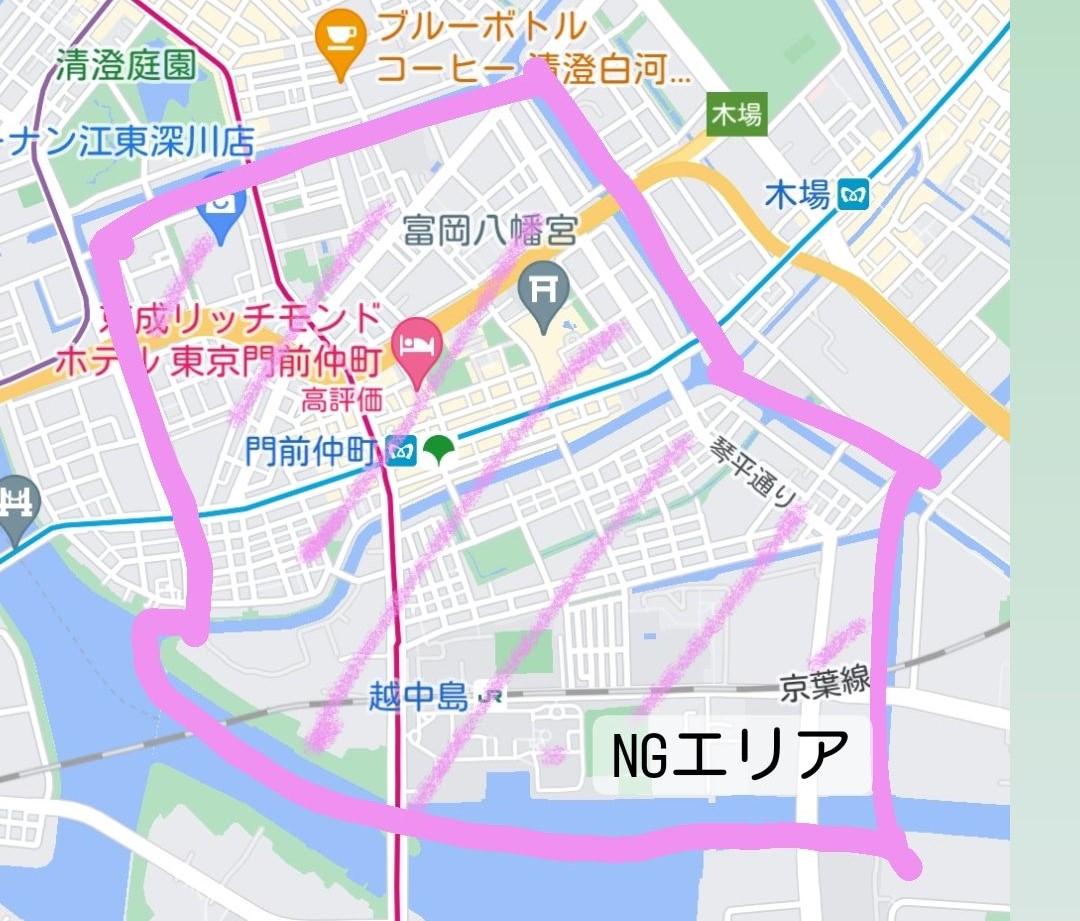 ブルーボトル
コーヒー 清澄白河...
清澄庭園
ナン江東深川店
木場
木場
富岡八幡宮
京成リッチモンド
ホテル 東京門前仲町
高評価
門前仲町
琴平通り
越中島
JR
京葉線
NGエリア